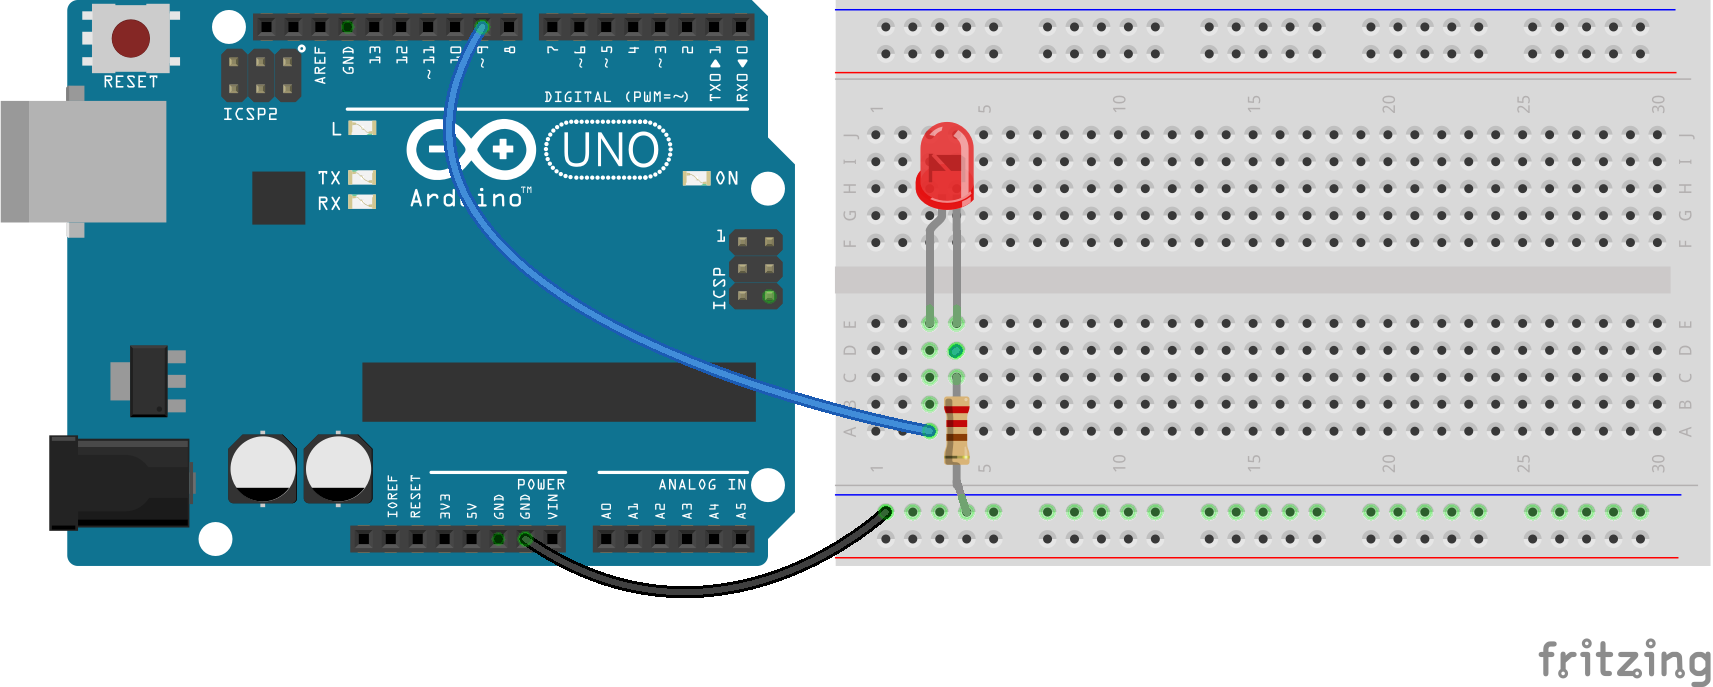 RESET
ICSP2
AREF
GND
13
12
~11
10
~9
8
7
~6
~5
4
~3
2
TX0▶1
RX0◀0
DIGITAL (PWM=~)
L
TX
RX
Arduino™
UNO
ON
1
ICSP
IOREF
RESET
3V3
5V
GND
GND
VIN
POWER
ANALOG IN
A0
A1
A2
A3
A4
A5
1 5 10 15 20 25 30
J J
I I
H H
G G
F F
E E
D D
C C
B B
A A
1 5 10 15 20 25 30
fritzing